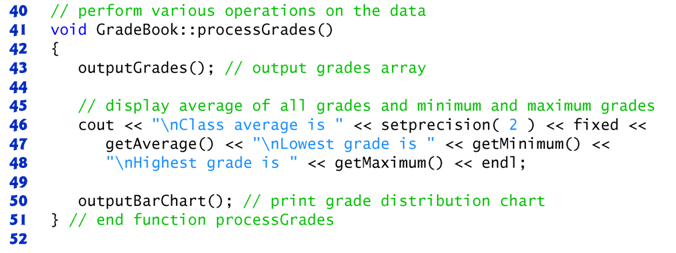 40 // perform various operations on the data
41 void GradeBook::processGrades()
42 {
43    outputGrades(); // output grades array
44
45    // display average of all grades and minimum and maximum grades
46    cout << "\nClass average is " << setprecision( 2 ) << fixed <<
47       getAverage() << "\nLowest grade is " << getMinimum() <<
48       "\nHighest grade is " << getMaximum() << endl;
49
50    outputBarChart(); // print grade distribution chart
51 } // end function processGrades
52